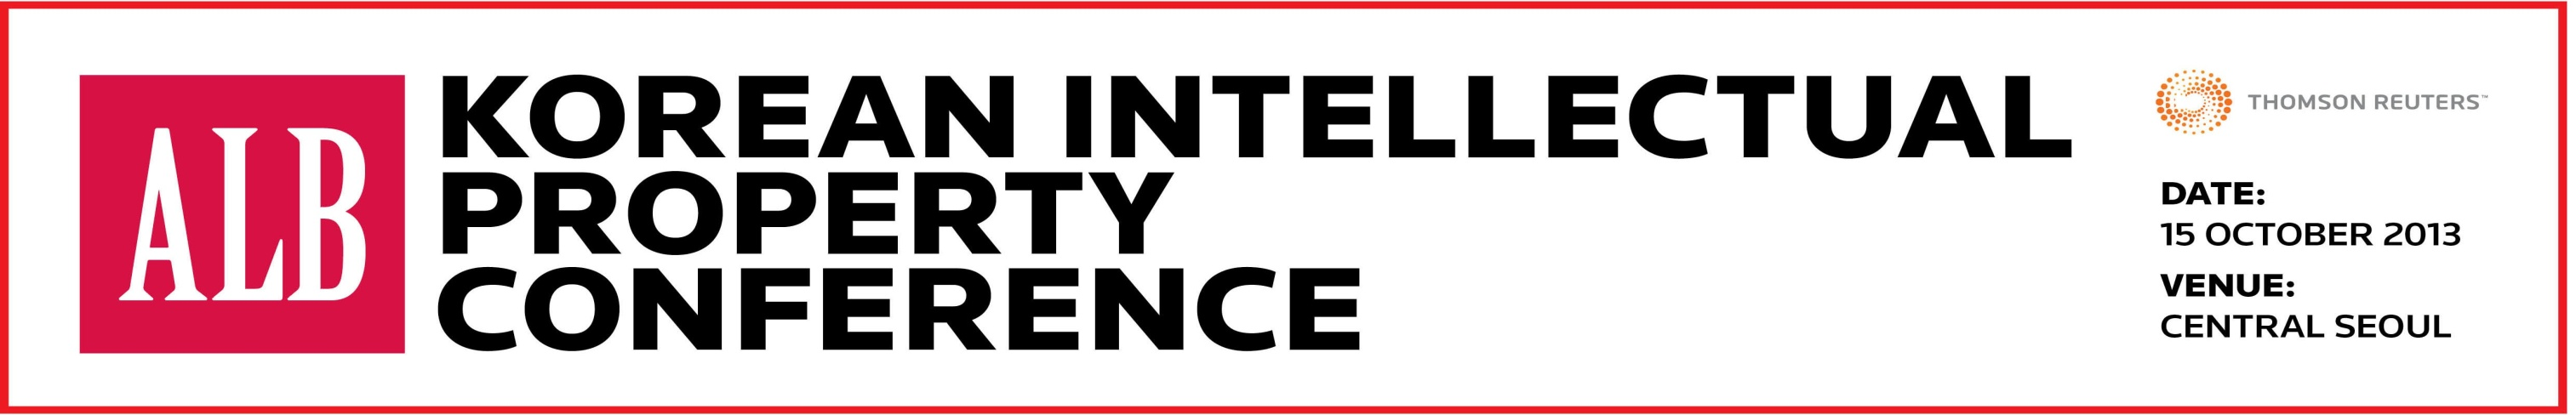 ALB
KOREAN INTELLECTUAL
PROPERTY
CONFERENCE
THOMSON REUTERS™
DATE:
15 OCTOBER 2013
VENUE:
CENTRAL SEOUL